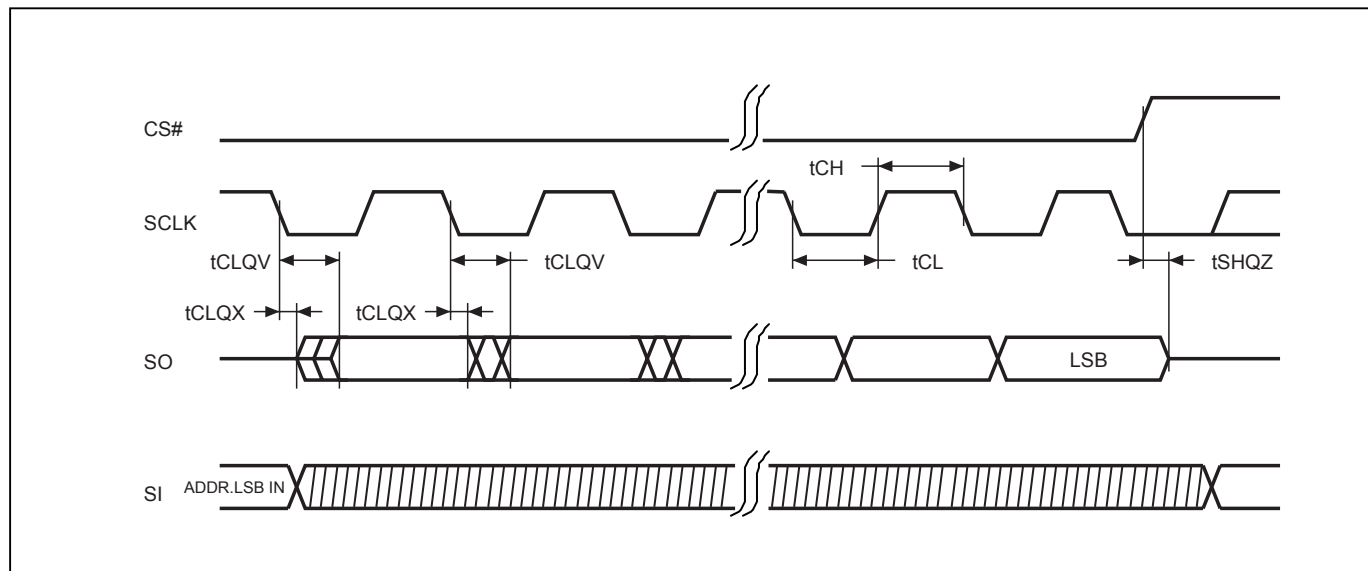 CS#
tCH
SCLK
tCLQV
tCLQV
tCL
tSHQZ
tCLQX
tCLQX
SO
LSB
SI
ADDR.LSB IN